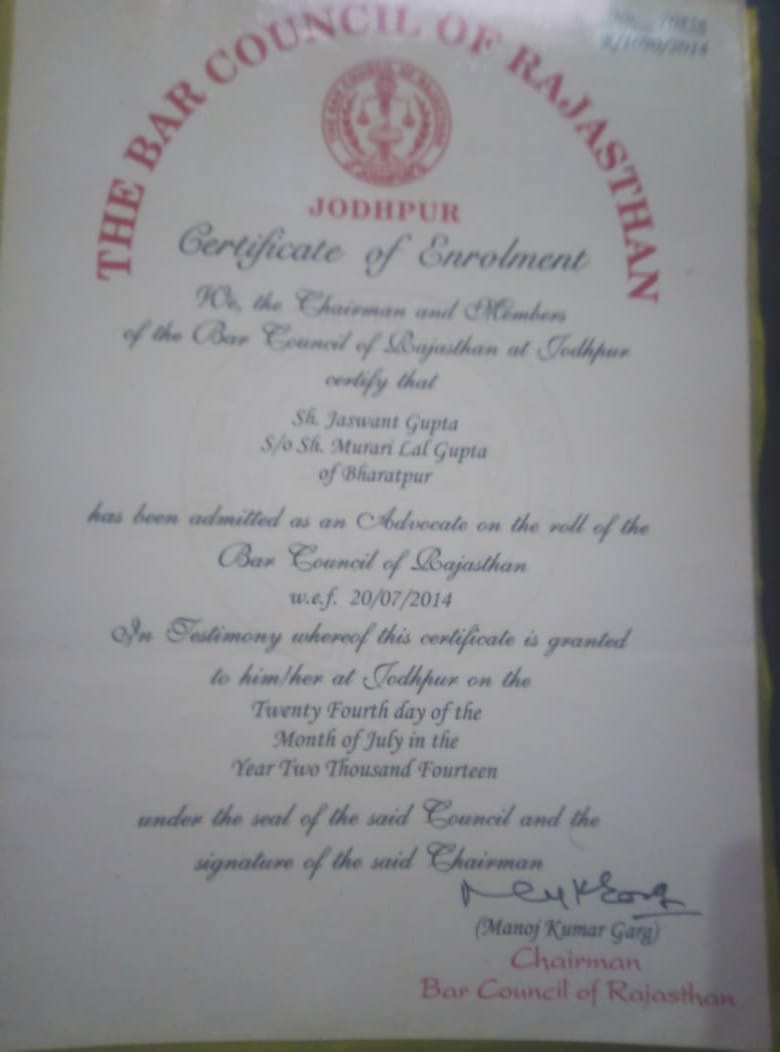 THE BAR COUNCIL OF RAJASTHAN
THE BAR COUNCIL OF RAJASTHAN
JODHPUR
Certificate of Enrolment
We, the Chairman and Members
of the Bar Council of Rajasthan at Jodhpur
certify that
Sh. Jaswant Gupta
S/o Sh. Murari Lal Gupta
of Bharatpur
has been admitted as an Advocate on the roll of the
Bar Council of Rajasthan
w.e.f. 20/07/2014
In Testimony whereof this certificate is granted
to him/her at Jodhpur on the
Twenty Fourth day of the
Month of July in the
Year Two Thousand Fourteen
under the seal of the said Council and the
signature of the said Chairman
(Manoj Kumar Garg)
Chairman
Bar Council of Rajasthan